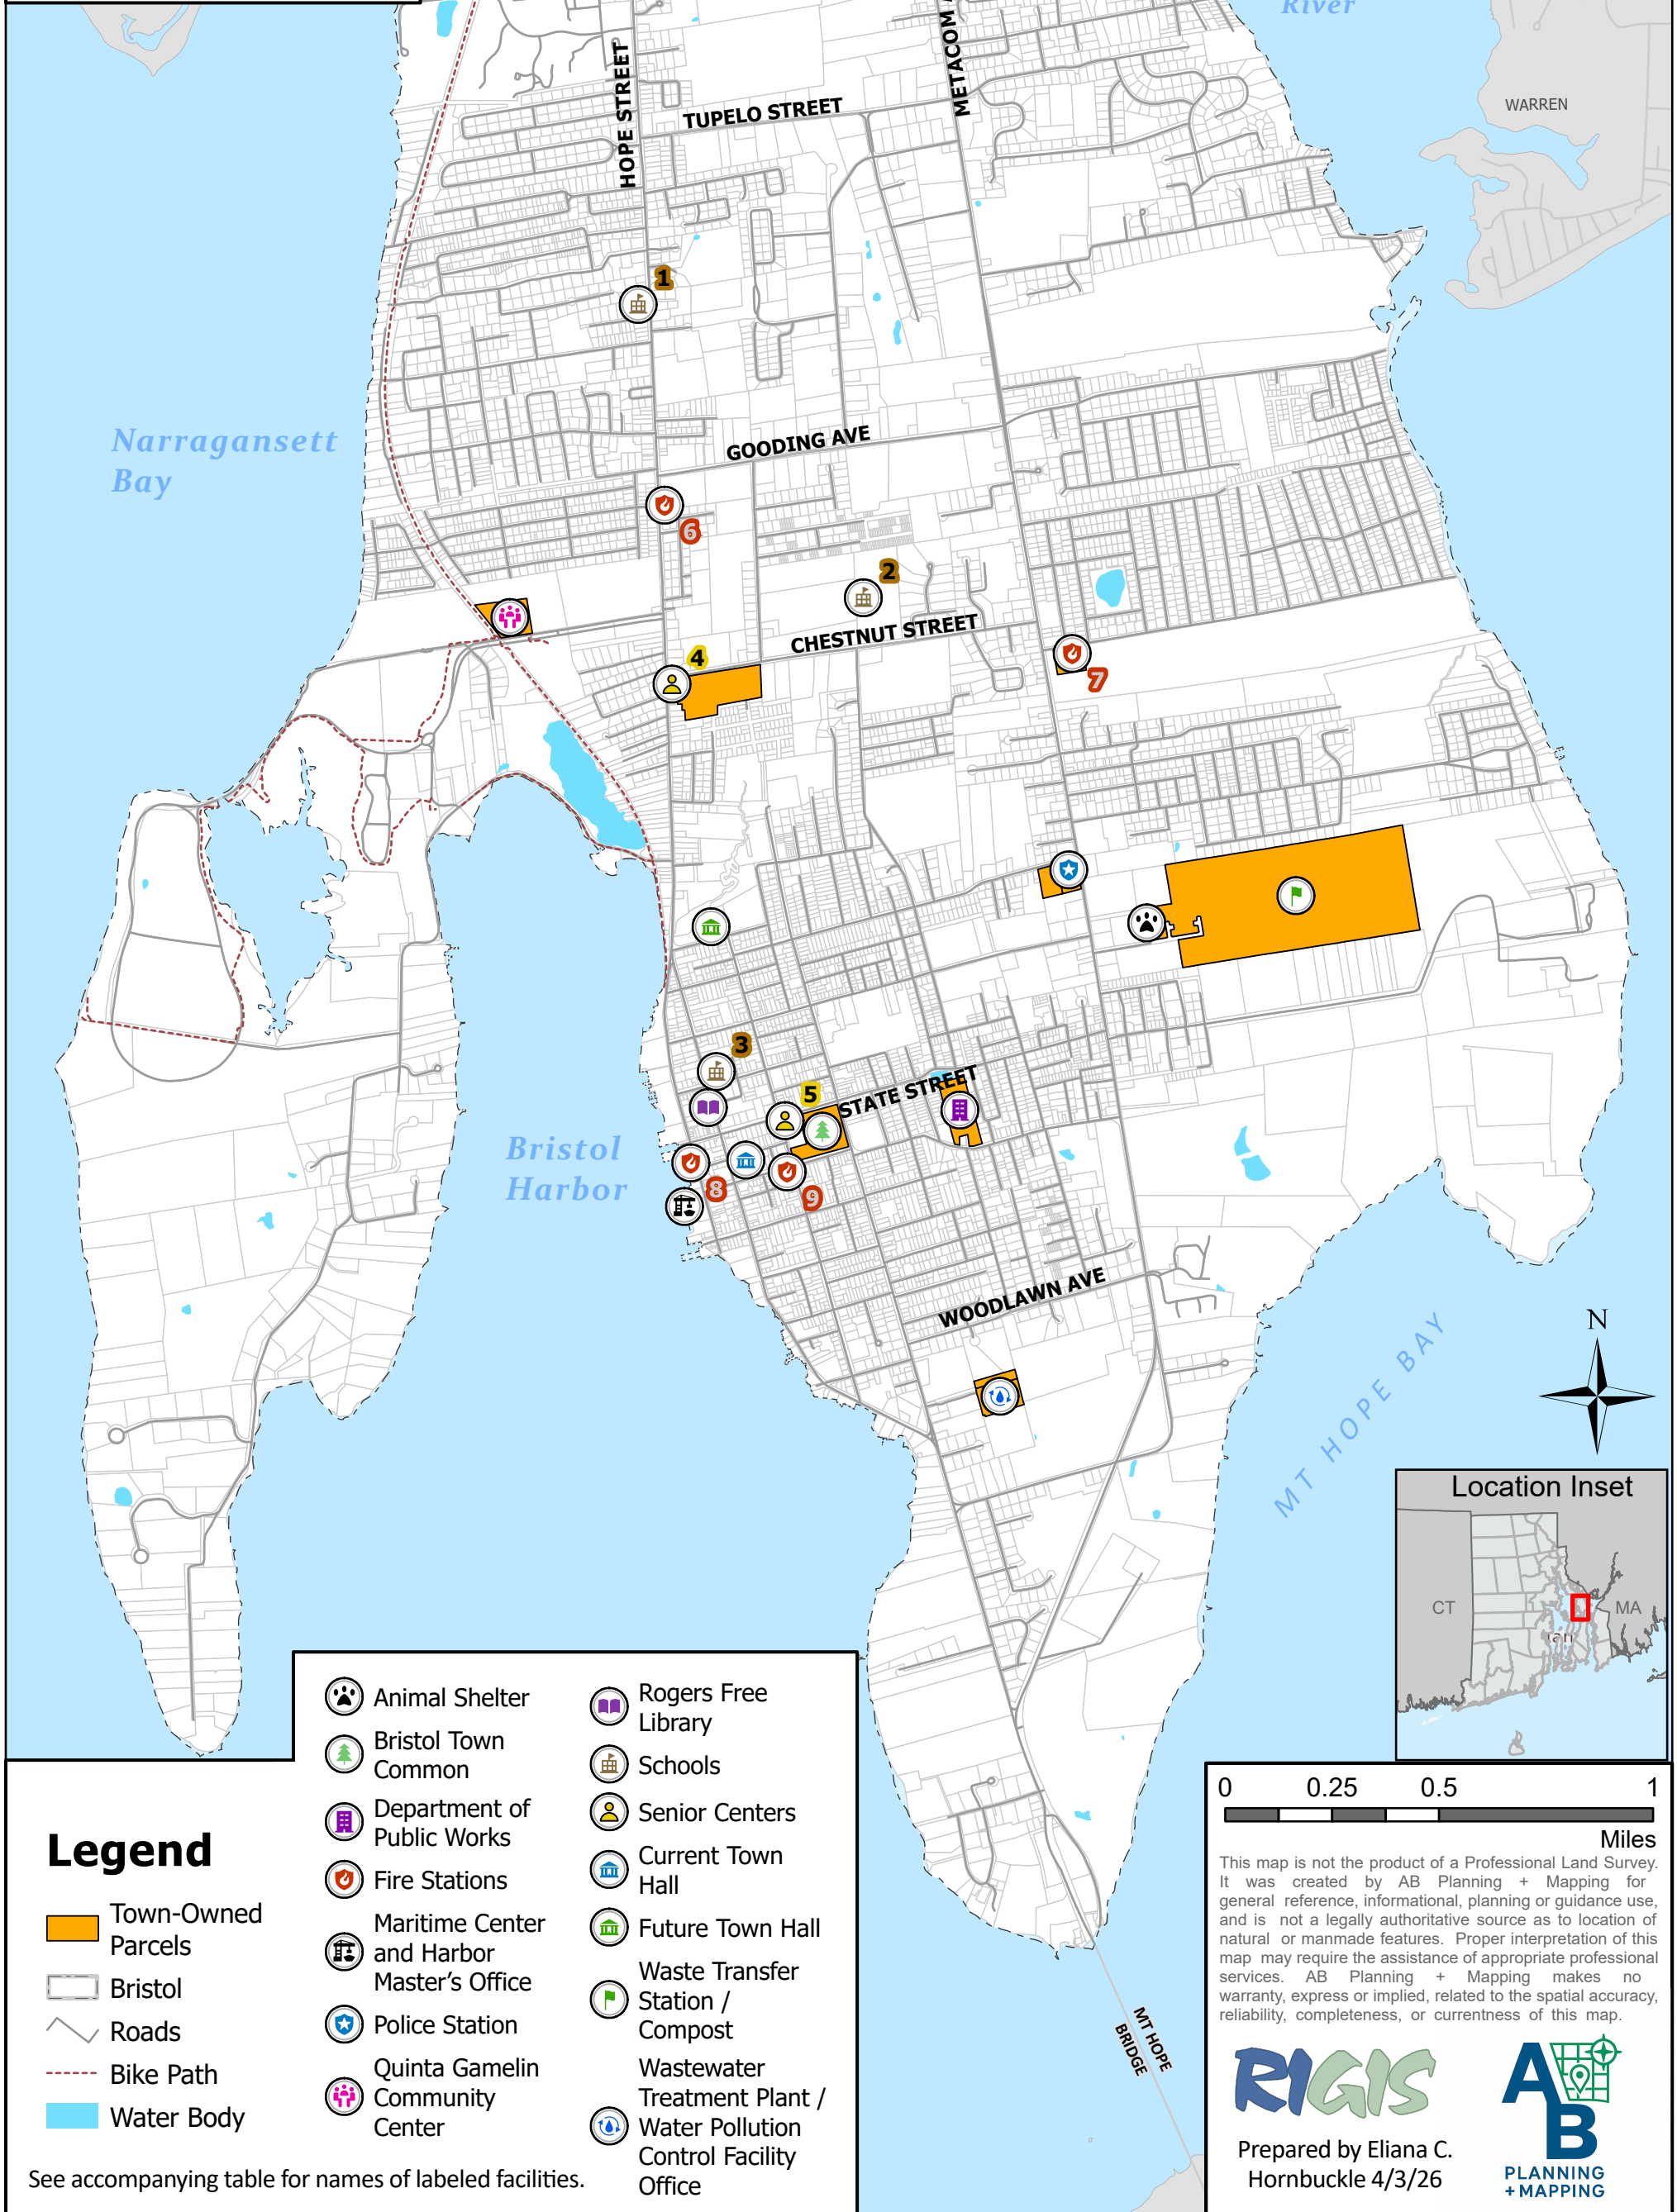 River
HOPE STREET
METACOM
TUPELO STREET
WARREN
1
Narragansett
Bay
GOODING AVE
6
2
CHESTNUT STREET
4
7
3
5
STATE STREET
Bristol
Harbor
8
9
WOODLAWN AVE
MT HOPE BAY
N
Location Inset
CT
MA
MT HOPE
BRIDGE
Legend
Town-Owned
Parcels
Bristol
Roads
Bike Path
Water Body
Animal Shelter
Bristol Town
Common
Department of
Public Works
Fire Stations
Maritime Center
and Harbor
Master's Office
Police Station
Quinta Gamelin
Community
Center
Rogers Free
Library
Schools
Senior Centers
Current Town
Hall
Future Town Hall
Waste Transfer
Station /
Compost
Wastewater
Treatment Plant /
Water Pollution
Control Facility
Office
See accompanying table for names of labeled facilities.
0 0.25 0.5 1
Miles
This map is not the product of a Professional Land Survey.
It was created by AB Planning + Mapping for
general reference, informational, planning or guidance use,
and is not a legally authoritative source as to location of
natural or manmade features. Proper interpretation of this
map may require the assistance of appropriate professional
services. AB Planning + Mapping makes no
warranty, express or implied, related to the spatial accuracy,
reliability, completeness, or currentness of this map.
RIGIS
Prepared by Eliana C.
Hornbuckle 4/3/26
AB
PLANNING
+MAPPING